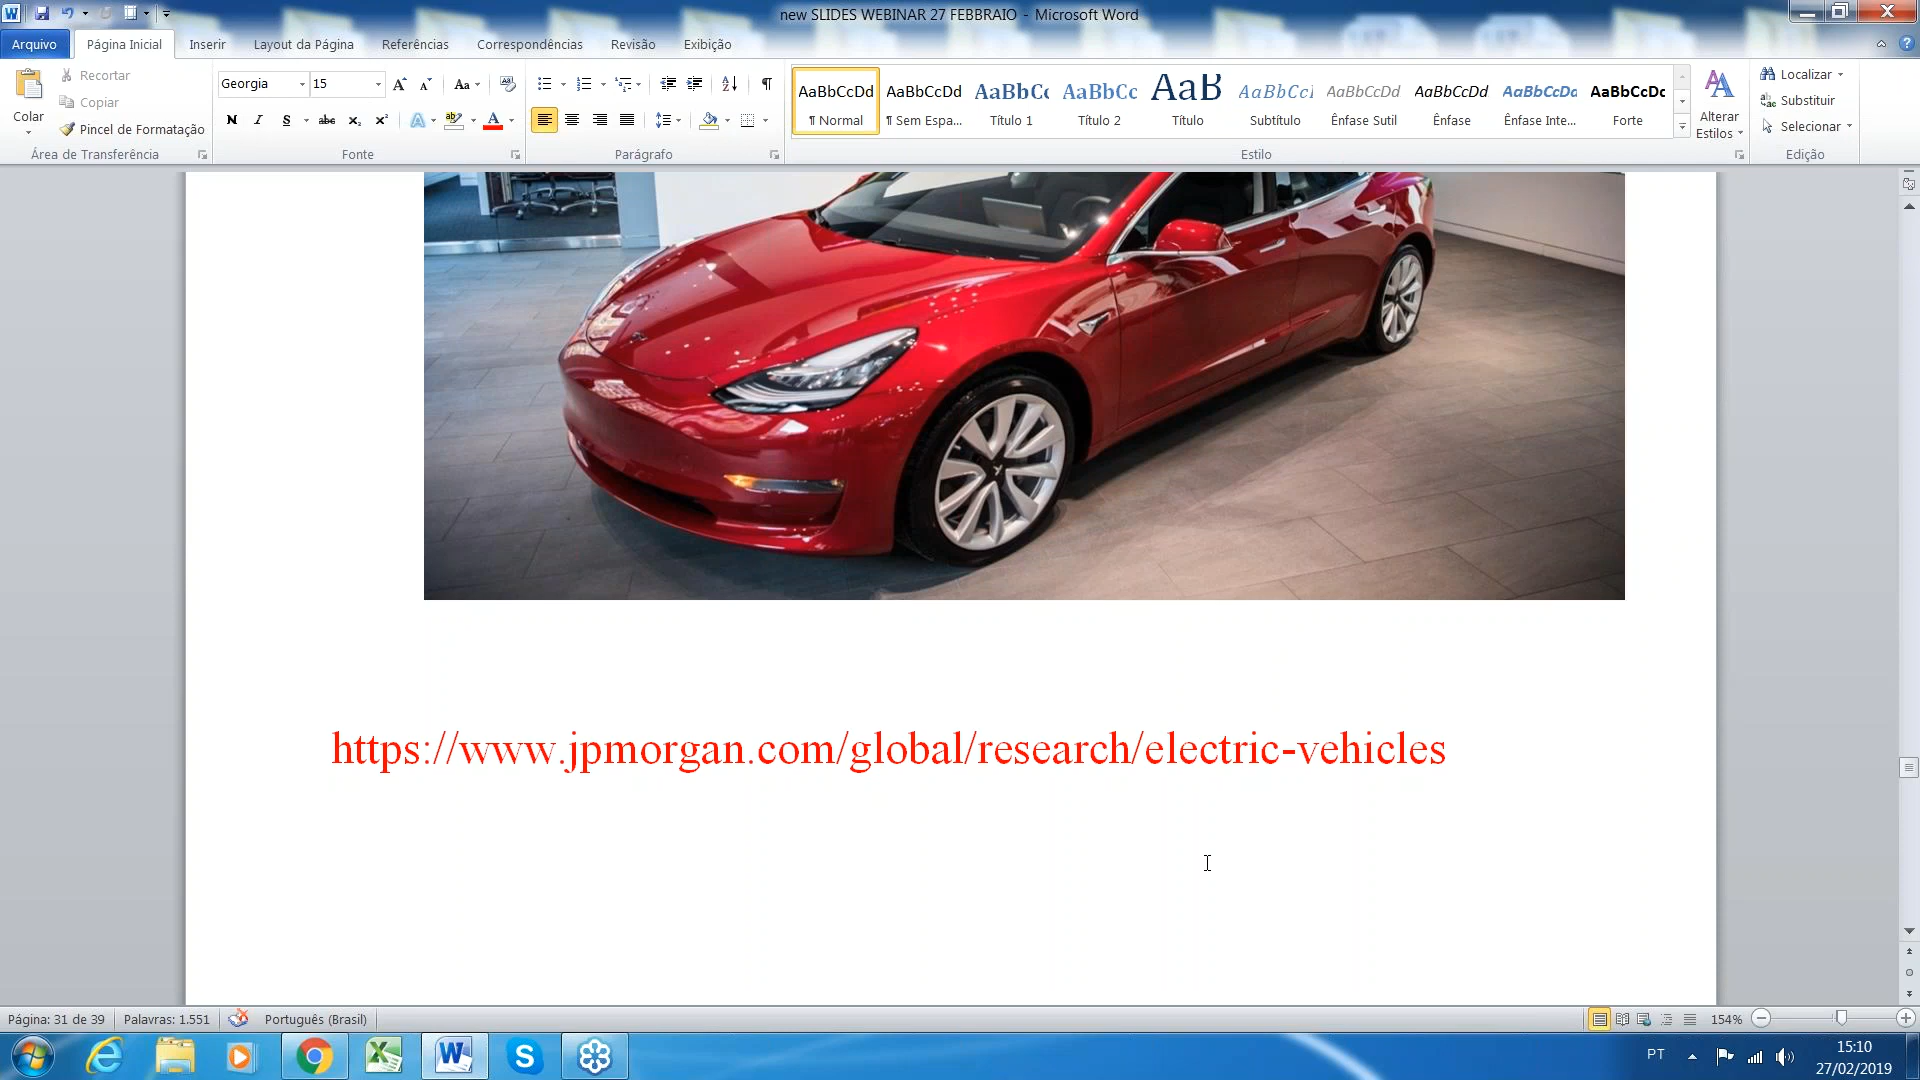 new SLIDES WEBINAR 27 FEBBRAIO - Microsoft Word
Arquivo Página Inicial Inserir Layout da Página Referências Correspondências Revisão Exibição
Colar
Recortar
Copiar
Pincel de Formatação
Área de Transferência
Georgia 15
N I S abc x₂ x²
Fonte
Parágrafo
AaBbCcDd AaBbCcDd AaBbCc AaBbCc AaB AaBbCcI AaBbCcDd AaBbCcDd AaBbCcDd AaBbCcDc
¶ Normal ¶ Sem Espa... Título 1 Título 2 Título Subtítulo Ênfase Sutil Ênfase Ênfase Inte... Forte
Estilo
Alterar
Estilos
Localizar
Substituir
Selecionar
Edição
https://www.jpmorgan.com/global/research/electric-vehicles
Página: 31 de 39 Palavras: 1.551 Português (Brasil) 154%
PT 15:10
27/02/2019